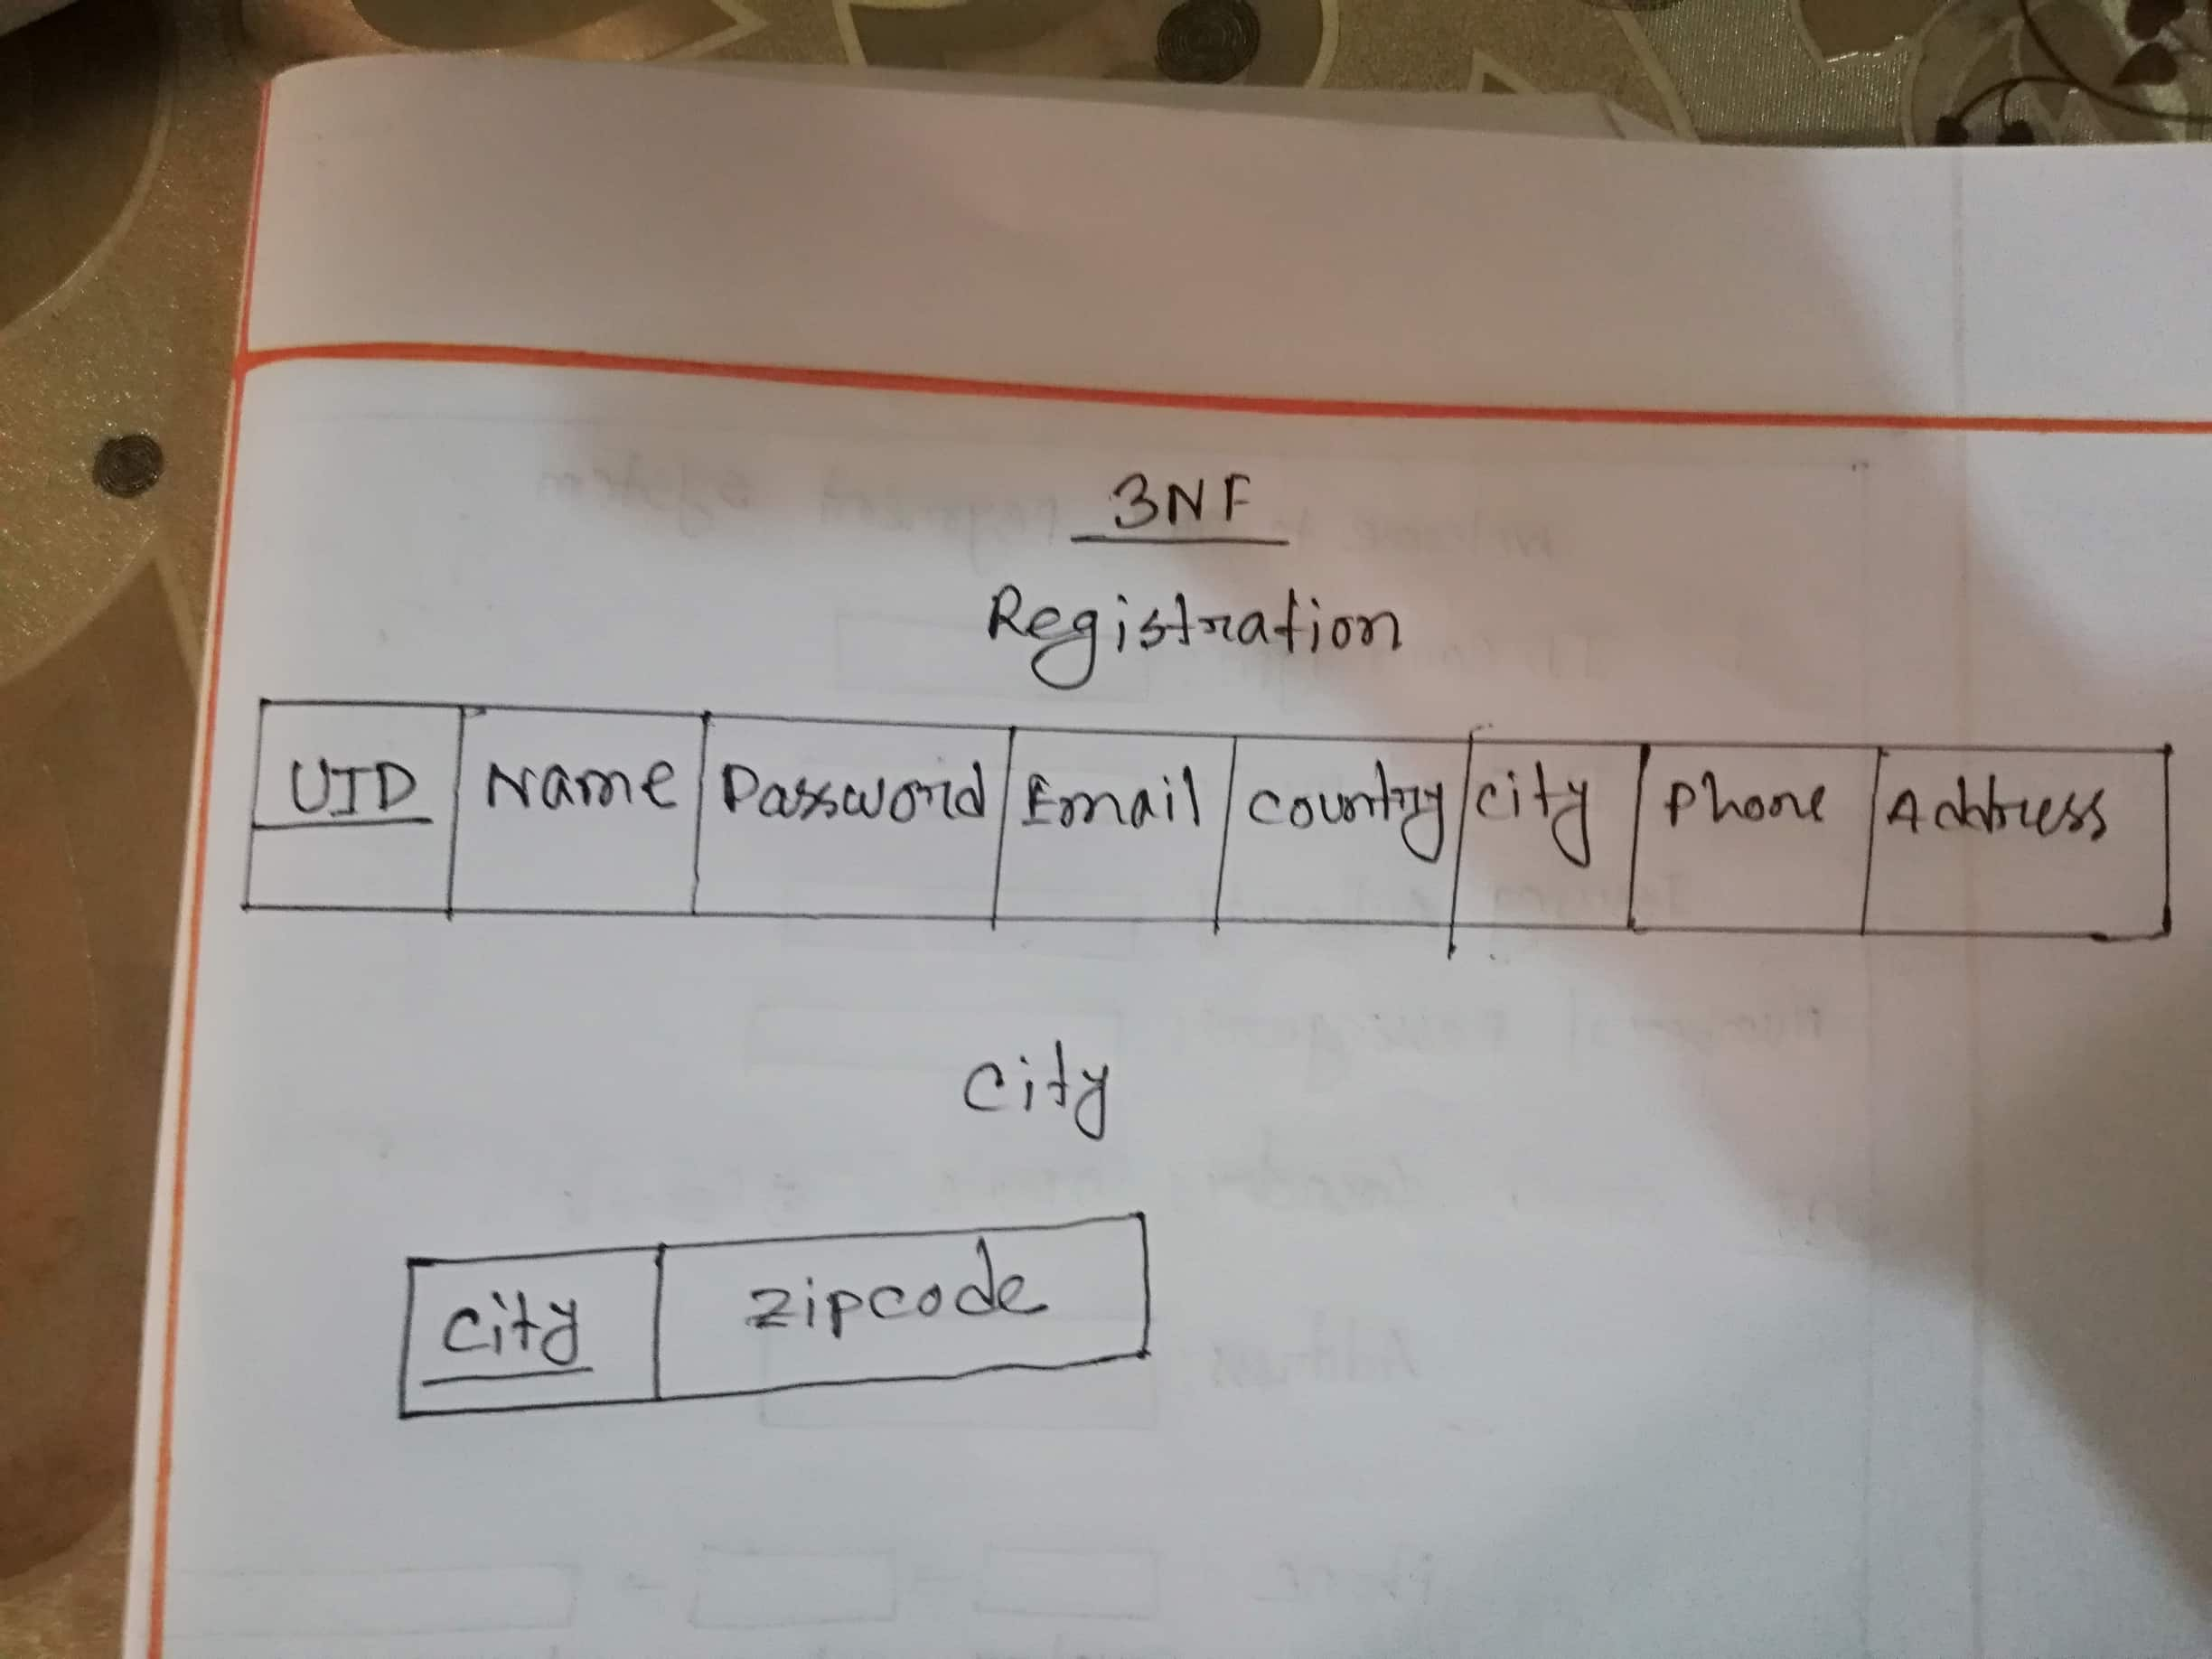 3NF
Registration
UID Name Password Email country city Phone Address
city
city zipcode